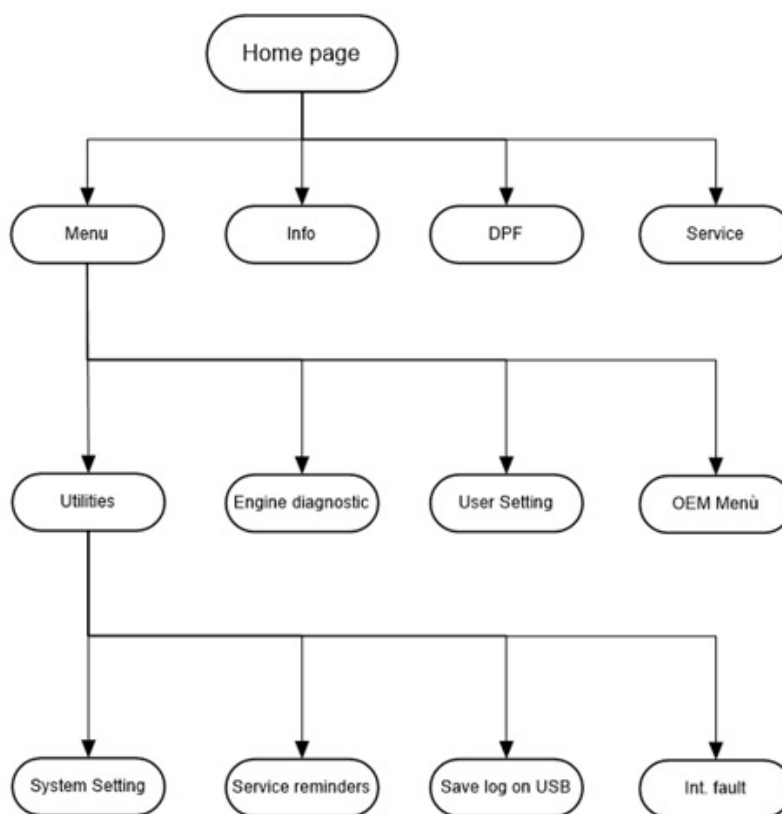 Home page
Menu
Info
DPF
Service
Utilities
Engine diagnostic
User Setting
OEM Menù
System Setting
Service reminders
Save log on USB
Int. fault